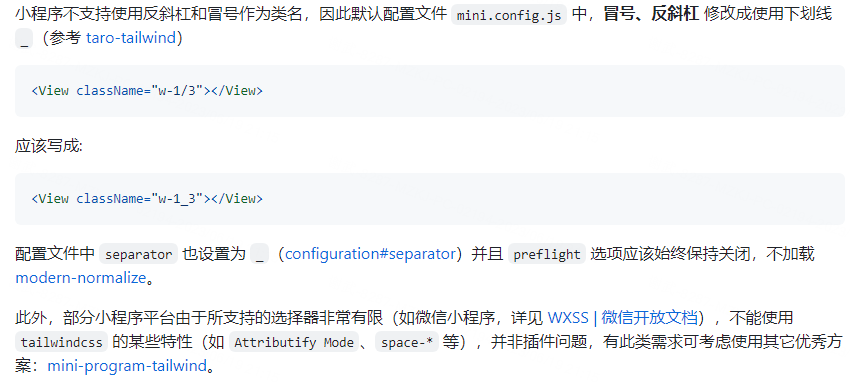 小程序不支持使用反斜杠和冒号作为类名，因此默认配置文件 mini.config.js 中，冒号、反斜杠 修改成使用下划线
_（参考 taro-tailwind）
<View className="w-1/3"></View>
应该写成:
<View className="w-1_3"></View>
配置文件中 separator 也设置为 _（configuration#separator）并且 preflight 选项应该始终保持关闭，不加载
modern-normalize。
此外，部分小程序平台由于所支持的选择器非常有限（如微信小程序，详见 WXSS | 微信开放文档），不能使用
tailwindcss 的某些特性（如 Attributify Mode、space-* 等），并非插件问题，有此类需求可考虑使用其它优秀方
案：mini-program-tailwind。